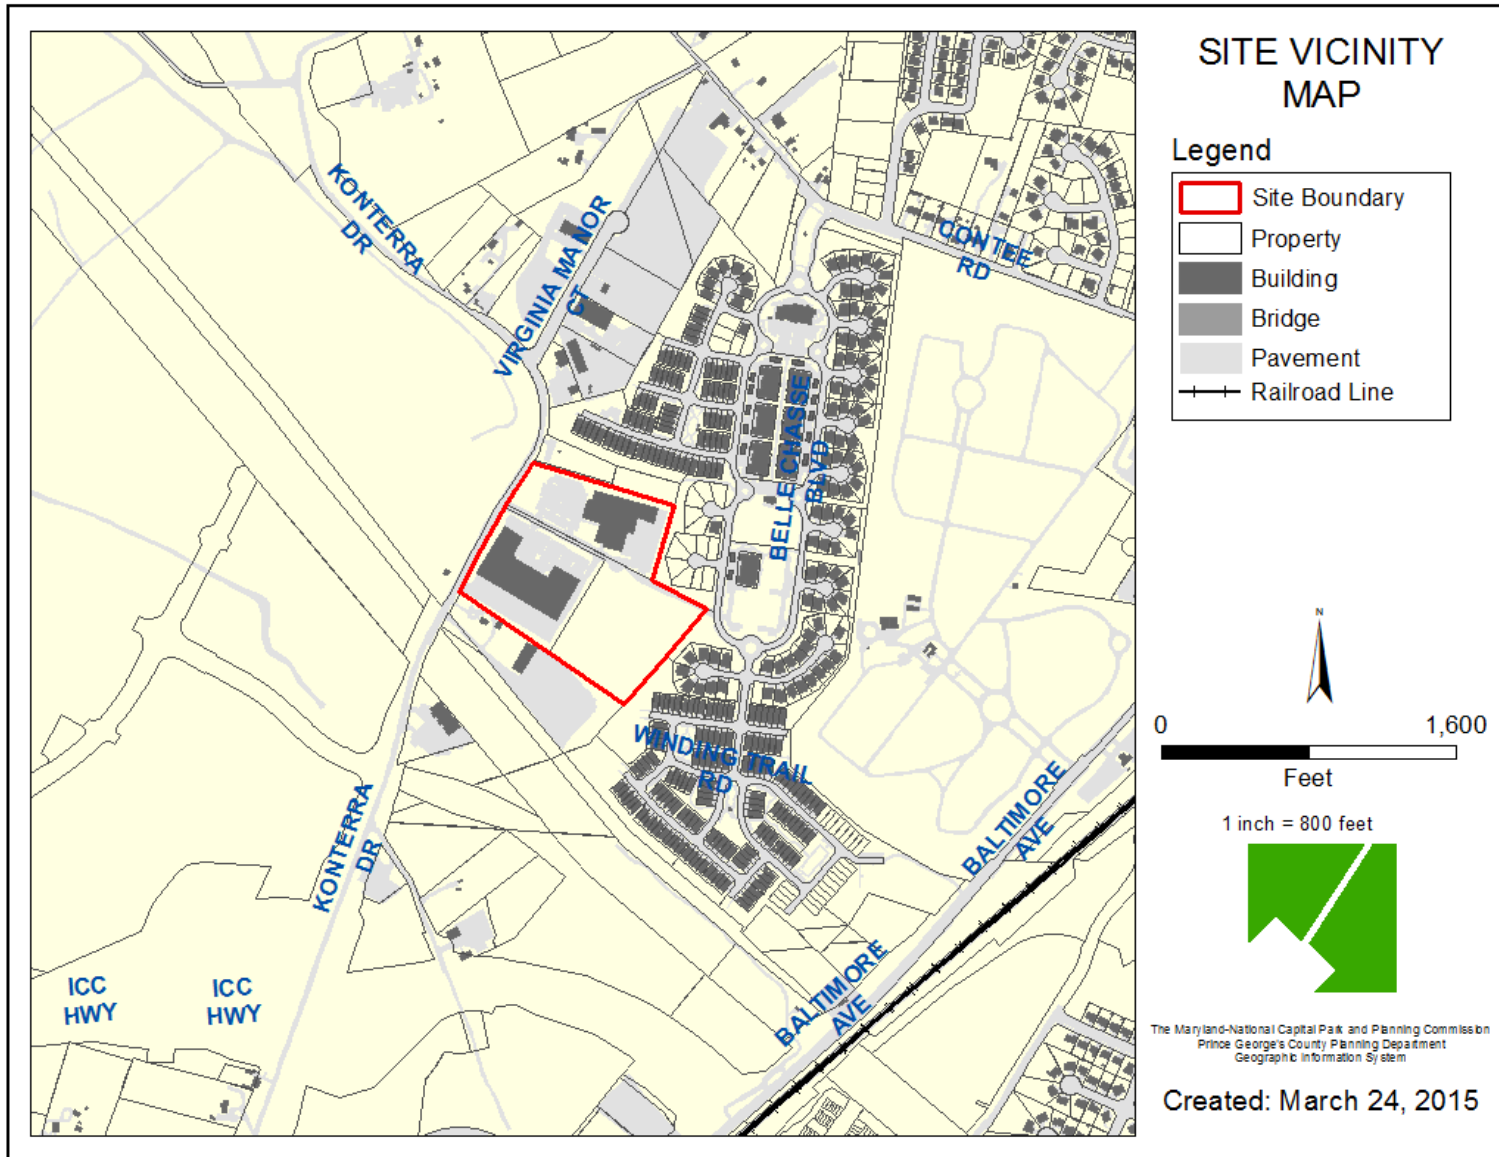 SITE VICINITY
MAP
Legend
Site Boundary
Property
Building
Bridge
Pavement
Railroad Line
KONTERRA
DR
VIRGINIA MANOR
CT
CONTEE
RD
BELLE CHASSE
BLVD
WINDING TRAIL
RD
KONTERRA
DR
BALTIMORE
AVE
BALTIMORE
AVE
ICC
HWY
ICC
HWY
N
0 1,600
Feet
1 inch = 800 feet
The Maryland-National Capital Park and Planning Commission
Prince George's County Planning Department
Geographic Information System
Created: March 24, 2015